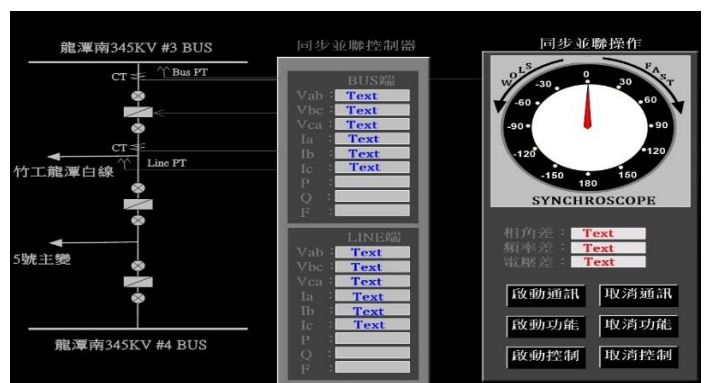 龍潭南345KV #3 BUS
CT
Bus PT
CT
Line PT
竹工龍潭白線
5號主變
龍潭南345KV #4 BUS
同步並聯控制器
BUS端
Vab : Text
Vbc : Text
Vca : Text
Ia : Text
Ib : Text
Ic : Text
P :
Q :
F :
LINE端
Vab : Text
Vbc : Text
Vca : Text
Ia : Text
Ib : Text
Ic : Text
P :
Q :
F :
同步並聯操作
WOLS
FAST
0
-30
30
-60
60
-90
90
-120
120
-150
150
180
SYNCHROSCOPE
相角差 : Text
頻率差 : Text
電壓差 : Text
啟動通訊
取消通訊
啟動功能
取消功能
啟動控制
取消控制